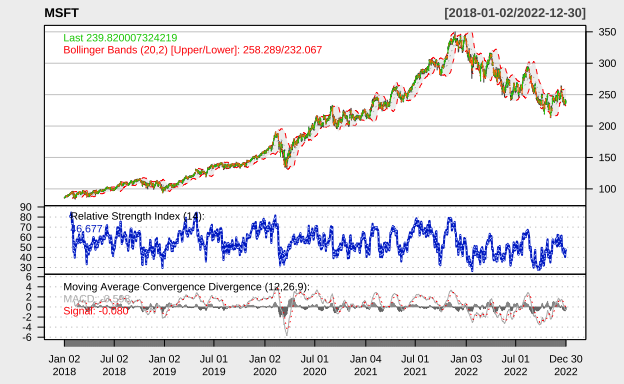 MSFT [2018-01-02/2022-12-30]
Last 239.820007324219
Bollinger Bands (20,2) [Upper/Lower]: 258.289/232.067
350
300
250
200
150
100
Relative Strength Index (14):
46.677
90
80
70
60
50
40
30
Moving Average Convergence Divergence (12,26,9):
MACD:
Signal: -0.080
6
4
2
0
-2
-4
-6
Jan 02 Jul 02 Jan 02 Jul 01 Jan 02 Jul 01 Jan 04 Jul 01 Jan 03 Jul 01 Dec 30
2018 2018 2019 2019 2020 2020 2021 2021 2022 2022 2022